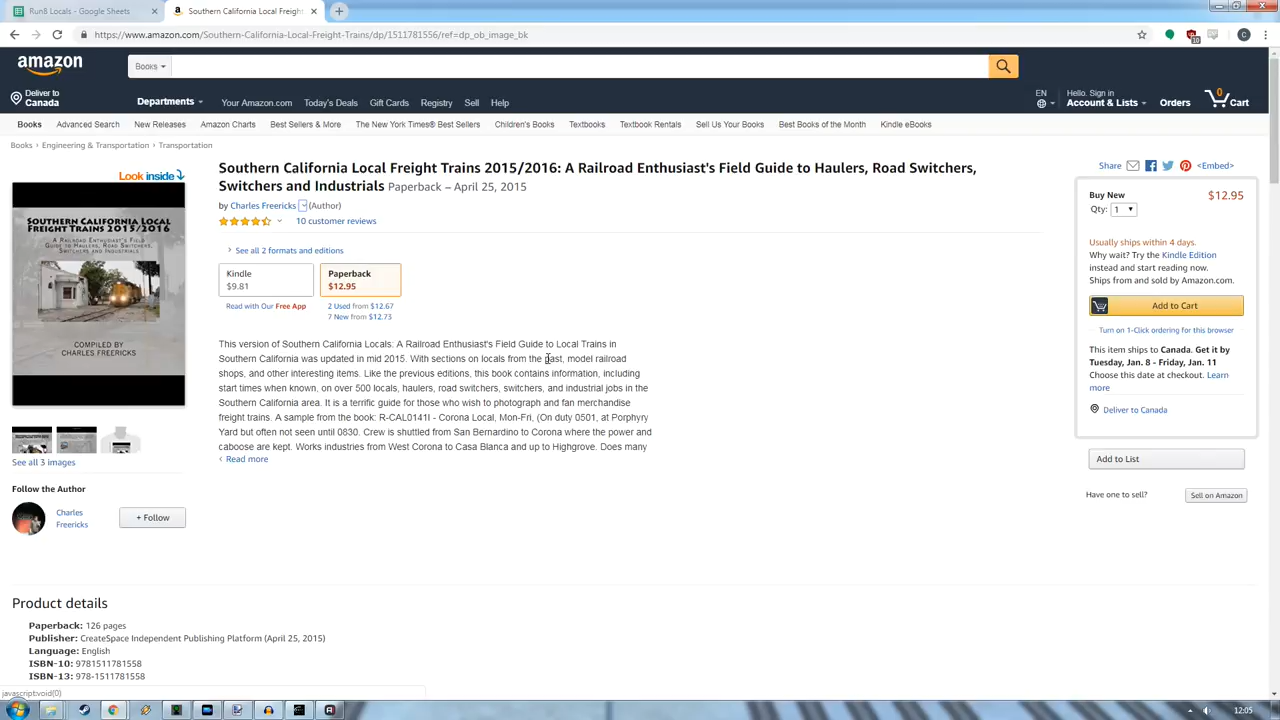 Run8 Locals - Google Sheets
Southern California Local Freight
https://www.amazon.com/Southern-California-Local-Freight-Trains/dp/1511781556/ref=dp_ob_image_bk
10
C
amazon
Books
Deliver to
Canada
Departments
Your Amazon.com
Today's Deals
Gift Cards
Registry
Sell
Help
EN
Hello. Sign in
Account & Lists
Orders
0
Cart
Books
Advanced Search
New Releases
Amazon Charts
Best Sellers & More
The New York Times® Best Sellers
Children's Books
Textbooks
Textbook Rentals
Sell Us Your Books
Best Books of the Month
Kindle eBooks
Books › Engineering & Transportation › Transportation
Look inside
SOUTHERN CALIFORNIA LOCAL
FREIGHT TRAINS 2015/2016
A Railroad Enthusiast's Field
Guide to Haulers, Road Switchers,
Switchers and Industrials
COMPILED BY
CHARLES FREERICKS
See all 3 images
Follow the Author
Charles
Freericks
+ Follow
Southern California Local Freight Trains 2015/2016: A Railroad Enthusiast's Field Guide to Haulers, Road Switchers,
Switchers and Industrials Paperback – April 25, 2015
by Charles Freericks (Author)
10 customer reviews
See all 2 formats and editions
Kindle
$9.81
Read with Our Free App
Paperback
$12.95
2 Used from $12.67
7 New from $12.73
This version of Southern California Locals: A Railroad Enthusiast's Field Guide to Local Trains in
Southern California was updated in mid 2015. With sections on locals from the past, model railroad
shops, and other interesting items. Like the previous editions, this book contains information, including
start times when known, on over 500 locals, haulers, road switchers, switchers, and industrial jobs in the
Southern California area. It is a terrific guide for those who wish to photograph and fan merchandise
freight trains. A sample from the book: R-CAL0141I - Corona Local, Mon-Fri, (On duty 0501, at Porphyry
Yard but often not seen until 0830. Crew is shuttled from San Bernardino to Corona where the power and
caboose are kept. Works industries from West Corona to Casa Blanca and up to Highgrove. Does many
Read more
Share
<Embed>
Buy New
$12.95
Qty: 1
Usually ships within 4 days.
Why wait? Try the Kindle Edition
instead and start reading now.
Ships from and sold by Amazon.com.
Add to Cart
Turn on 1-Click ordering for this browser
This item ships to Canada. Get it by
Tuesday, Jan. 8 - Friday, Jan. 11
Choose this date at checkout. Learn
more
Deliver to Canada
Add to List
Have one to sell?
Sell on Amazon
Product details
Paperback: 126 pages
Publisher: CreateSpace Independent Publishing Platform (April 25, 2015)
Language: English
ISBN-10: 9781511781558
ISBN-13: 978-1511781558
javascript:void(0)
12:05